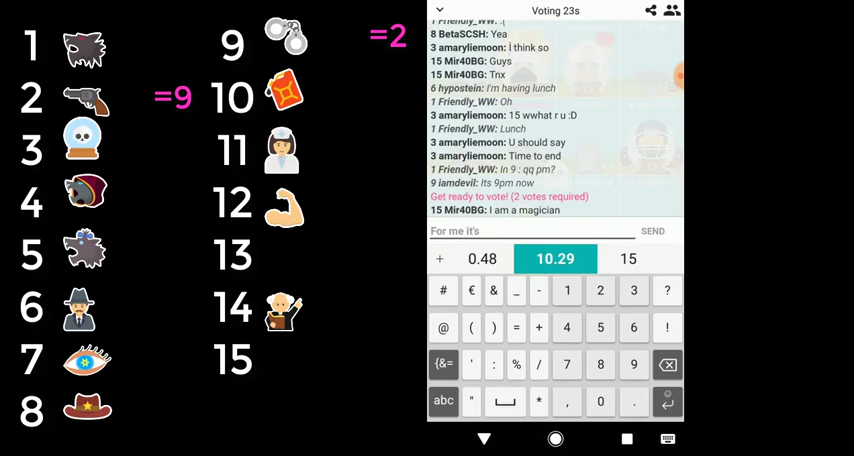 1
2
=9
3
4
5
6
7
8
9
=2
10
11
12
13
14
15
Voting 23s
1 Friendly_WW: :(
8 BetaSCSH: Yea
3 amaryliemoon: İ think so
15 Mir40BG: Guys
15 Mir40BG: Tnx
6 hypostein: I'm having lunch
1 Friendly_WW: Oh
3 amaryliemoon: 15 wwhat r u :D
1 Friendly_WW: Lunch
3 amaryliemoon: U should say
3 amaryliemoon: Time to end
1 Friendly_WW: In 9 : qq pm?
9 iamdevil: Its 9pm now
Get ready to vote! (2 votes required)
15 Mir40BG: I am a magician
For me it's
SEND
+ 0.48 10.29 15
# € & _ - 1 2 3 ?
@ ( ) = + 4 5 6 !
{&= ' : % / 7 8 9
abc " * , 0 .